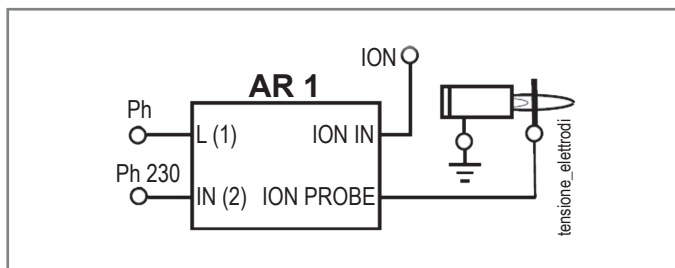 ION
AR 1
Ph
L (1)
ION IN
Ph 230
IN (2)
ION PROBE
tensione_elettrodi